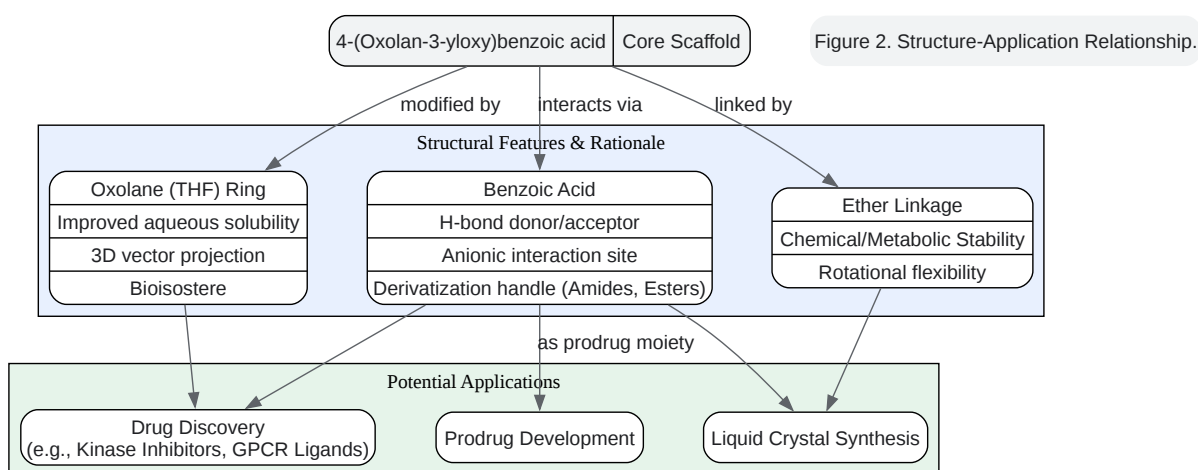 4-(Oxolan-3-yloxy)benzoic acid Core Scaffold
Figure 2. Structure-Application Relationship.
modified by
interacts via
linked by
Structural Features & Rationale
Oxolane (THF) Ring
Improved aqueous solubility
3D vector projection
Bioisostere
Benzoic Acid
H-bond donor/acceptor
Anionic interaction site
Derivatization handle (Amides, Esters)
Ether Linkage
Chemical/Metabolic Stability
Rotational flexibility
as prodrug moiety
Potential Applications
Drug Discovery
(e.g., Kinase Inhibitors, GPCR Ligands)
Prodrug Development
Liquid Crystal Synthesis